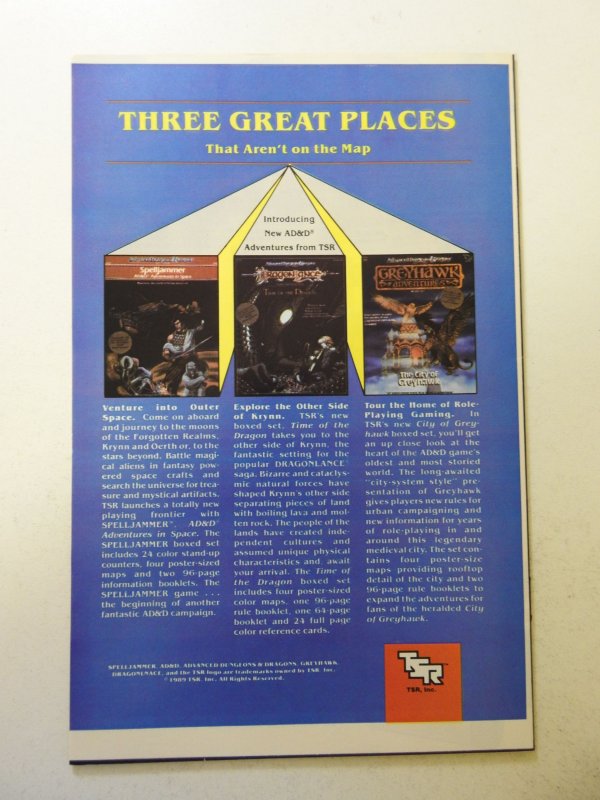 THREE GREAT PLACES
That Aren't on the Map
Introducing
New AD&D®
Adventures from TSR
Spelljammer
AD&D® Adventures in Space
DRAGONLANCE
TIME OF THE DRAGON
GREYHAWK
ADVENTURES
The City of
Greyhawk
Venture into Outer
Space. Come on aboard
and journey to the moons
of the Forgotten Realms,
Krynn and Oerth or, to the
stars beyond. Battle magi-
cal aliens in fantasy pow-
ered space crafts and
search the universe for trea-
sure and mystical artifacts.
TSR launches a totally new
playing frontier with
SPELLJAMMER™, AD&D®
Adventures in Space. The
SPELLJAMMER boxed set
includes 24 color stand-up
counters, four poster-sized
maps and two 96-page
information booklets. The
SPELLJAMMER game . . .
the beginning of another
fantastic AD&D campaign.
Explore the Other Side
of Krynn. TSR's new
boxed set, Time of the
Dragon takes you to the
other side of Krynn, the
fantastic setting for the
popular DRAGONLANCE®
saga. Bizarre and cataclys-
mic natural forces have
shaped Krynn's other side
separating pieces of land
with boiling lava and mol-
ten rock. The people of the
lands have created inde-
pendent cultures and
assumed unique physical
characteristics and, await
your arrival. The Time of
the Dragon boxed set
includes four poster-sized
color maps, one 96-page
rule booklet, one 64-page
booklet and 24 full page
color reference cards.
Tour the Home of Role-
Playing Gaming. In
TSR's new City of Grey-
hawk boxed set, you'll get
an up close look at the
heart of the AD&D game's
oldest and most storied
world. The long-awaited
"city-system style" pre-
sentation of Greyhawk
gives players new rules for
urban campaigning and
new information for years
of role-playing in and
around this legendary
medieval city. The set con-
tains four poster-size
maps providing rooftop
detail of the city and two
96-page rule booklets to
expand the adventures for
fans of the heralded City
of Greyhawk.
SPELLJAMMER, AD&D, ADVANCED DUNGEONS & DRAGONS, GREYHAWK,
DRAGONLANCE, and the TSR logo are trademarks owned by TSR, Inc.
©1989 TSR, Inc. All Rights Reserved.
TSR
TSR, Inc.